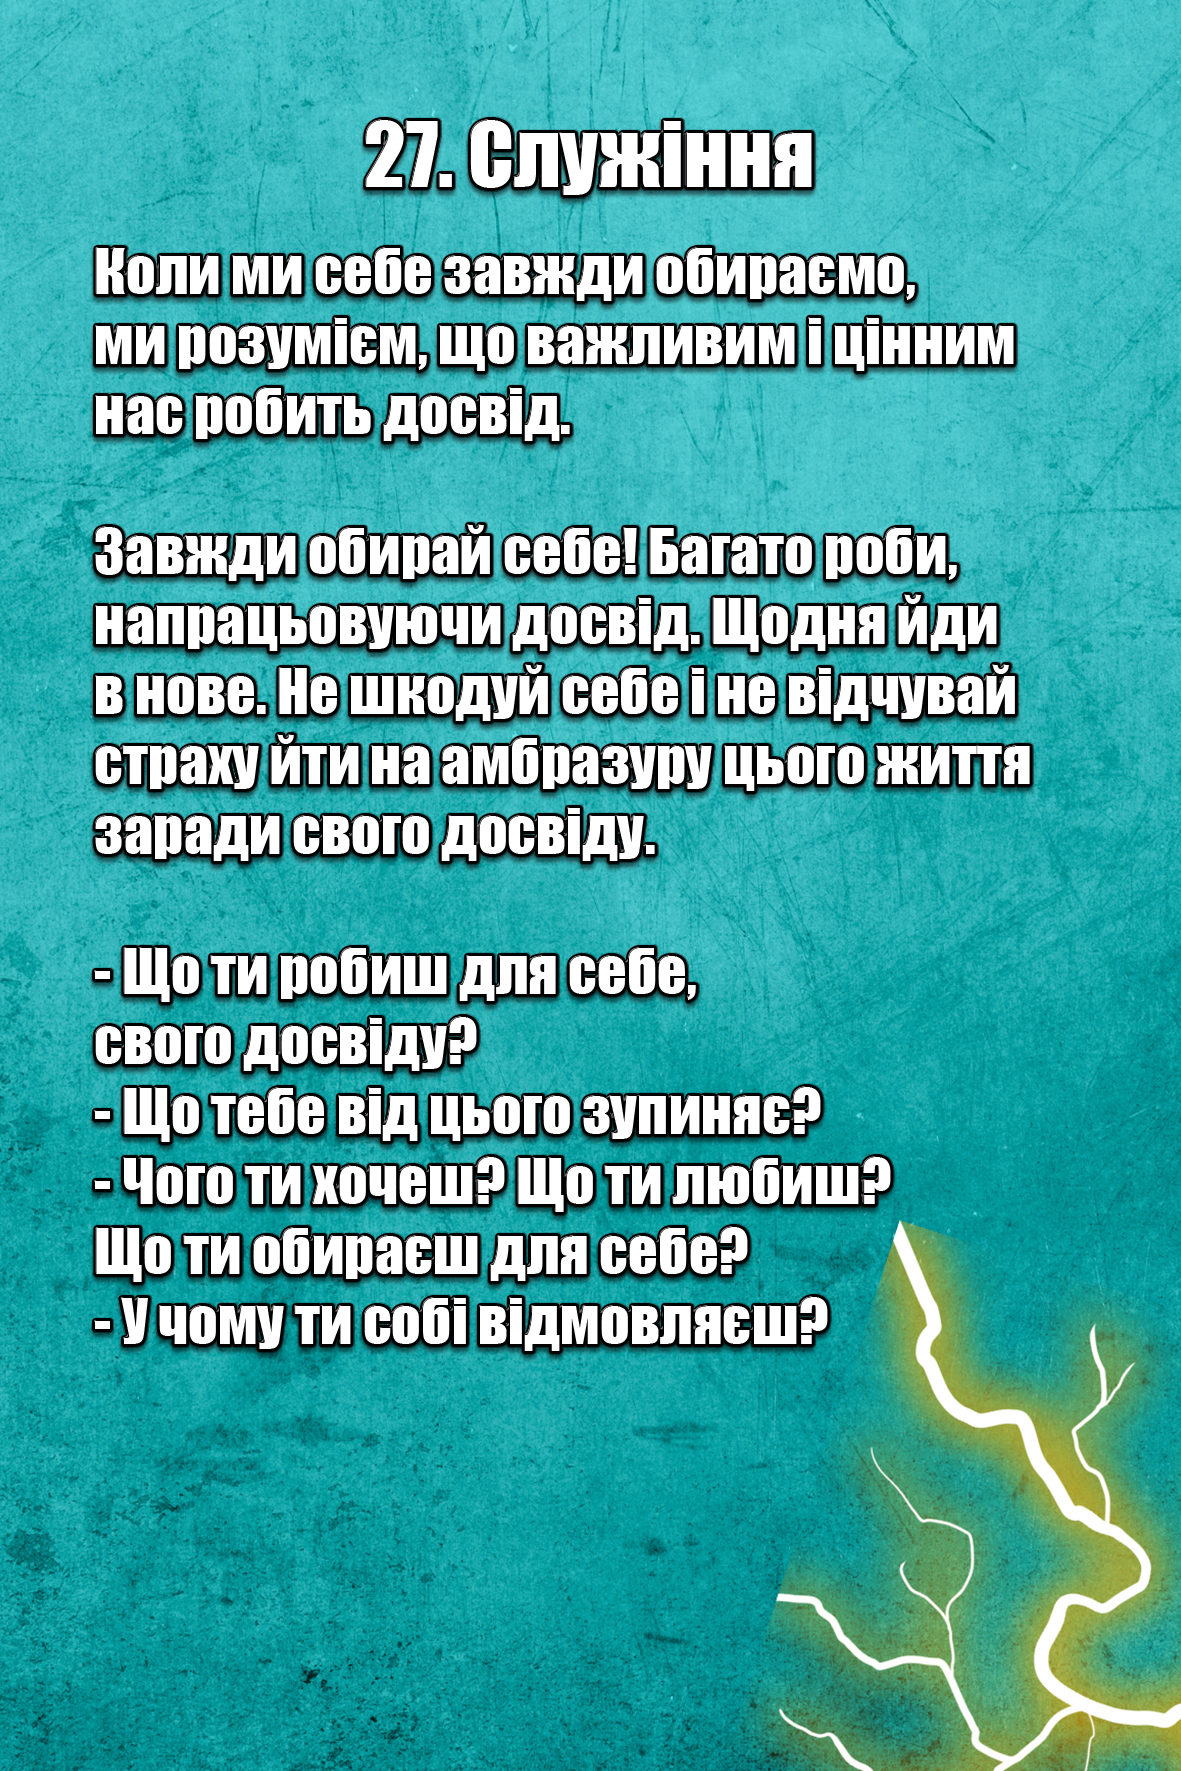 27. Служіння
Коли ми себе завжди обираємо,
ми розумієм, що важливим і цінним
нас робить досвід.
Завжди обирай себе! Багато роби,
напрацьовуючи досвід. Щодня йди
в нове. Не шкодуй себе і не відчувай
страху йти на амбразуру цього життя
заради свого досвіду.
- Що ти робиш для себе,
свого досвіду?
- Що тебе від цього зупиняє?
- Чого ти хочеш? Що ти любиш?
Що ти обираєш для себе?
- У чому ти собі відмовляєш?